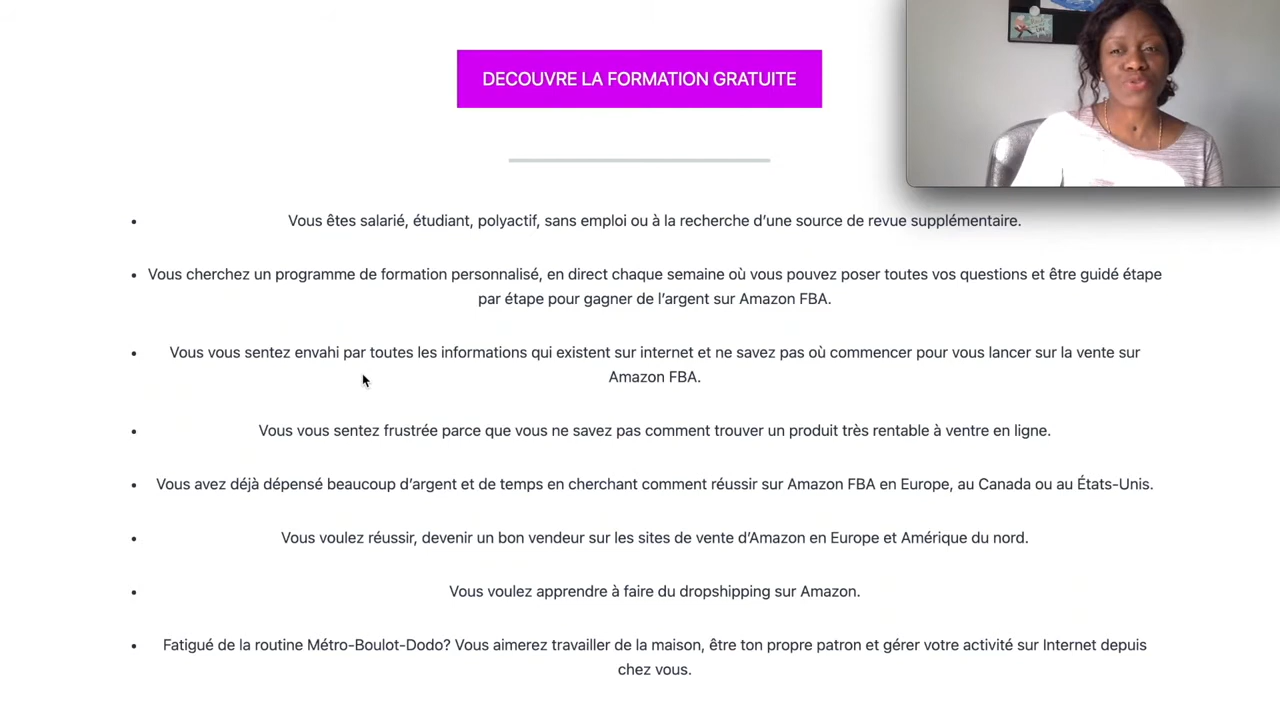 DECOUVRE LA FORMATION GRATUITE
• Vous êtes salarié, étudiant, polyactif, sans emploi ou à la recherche d’une source de revue supplémentaire.
• Vous cherchez un programme de formation personnalisé, en direct chaque semaine où vous pouvez poser toutes vos questions et être guidé étape
par étape pour gagner de l’argent sur Amazon FBA.
• Vous vous sentez envahi par toutes les informations qui existent sur internet et ne savez pas où commencer pour vous lancer sur la vente sur
Amazon FBA.
• Vous vous sentez frustrée parce que vous ne savez pas comment trouver un produit très rentable à ventre en ligne.
• Vous avez déjà dépensé beaucoup d’argent et de temps en cherchant comment réussir sur Amazon FBA en Europe, au Canada ou au États-Unis.
• Vous voulez réussir, devenir un bon vendeur sur les sites de vente d’Amazon en Europe et Amérique du nord.
• Vous voulez apprendre à faire du dropshipping sur Amazon.
• Fatigué de la routine Métro-Boulot-Dodo? Vous aimerez travailler de la maison, être ton propre patron et gérer votre activité sur Internet depuis
chez vous.